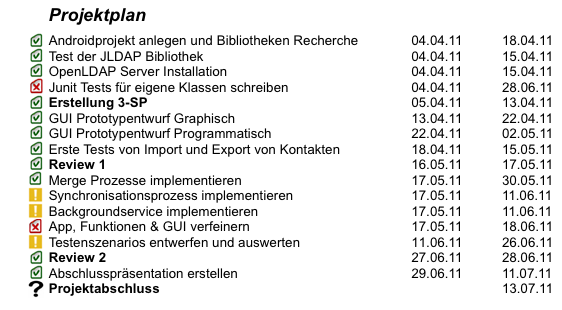 Projektplan
Androidprojekt anlegen und Bibliotheken Recherche 04.04.11 18.04.11
Test der JLDAP Bibliothek 04.04.11 15.04.11
OpenLDAP Server Installation 04.04.11 15.04.11
Junit Tests für eigene Klassen schreiben 04.04.11 28.06.11
Erstellung 3-SP 05.04.11 13.04.11
GUI Prototypentwurf Graphisch 13.04.11 22.04.11
GUI Prototypentwurf Programmatisch 22.04.11 02.05.11
Erste Tests von Import und Export von Kontakten 18.04.11 15.05.11
Review 1 16.05.11 17.05.11
Merge Prozesse implementieren 17.05.11 30.05.11
Synchronisationsprozess implementieren 17.05.11 11.06.11
Backgroundservice implementieren 17.05.11 11.06.11
App, Funktionen & GUI verfeinern 17.05.11 18.06.11
Testenszenarios entwerfen und auswerten 11.06.11 26.06.11
Review 2 27.06.11 28.06.11
Abschlusspräsentation erstellen 29.06.11 11.07.11
? Projektabschluss 13.07.11